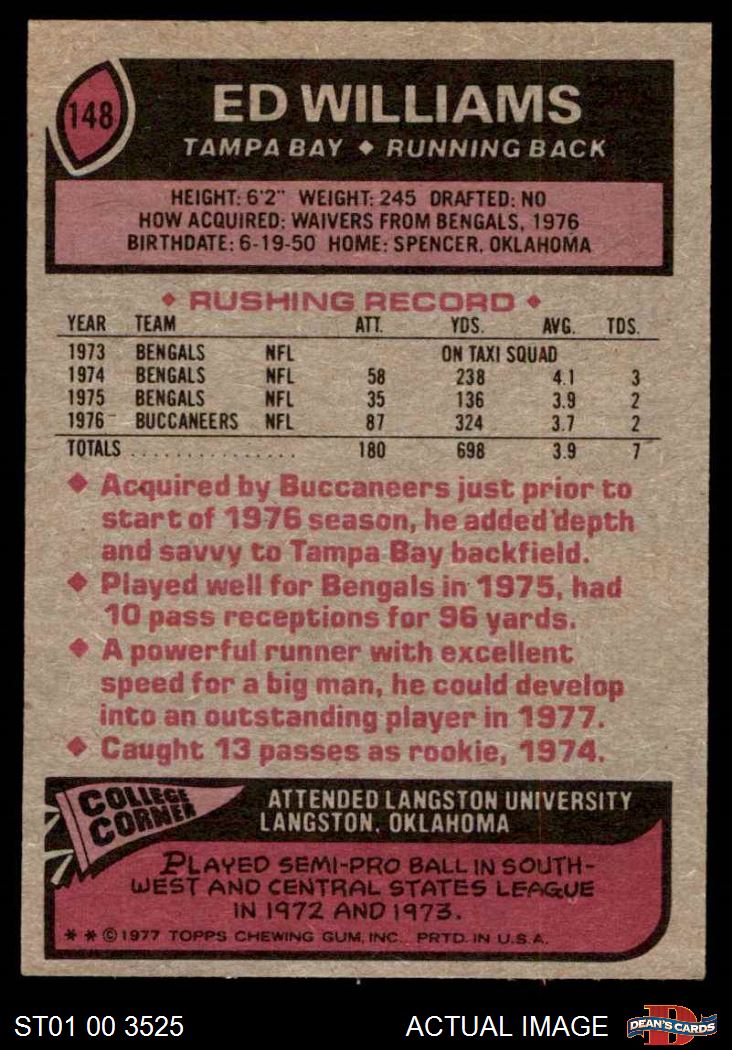 148
ED WILLIAMS
TAMPA BAY ♦ RUNNING BACK
HEIGHT: 6'2" WEIGHT: 245 DRAFTED: NO
HOW ACQUIRED: WAIVERS FROM BENGALS, 1976
BIRTHDATE: 6-19-50 HOME: SPENCER, OKLAHOMA
♦ RUSHING RECORD ♦
YEAR TEAM ATT. YDS. AVG. TDS.
1973 BENGALS NFL ON TAXI SQUAD
1974 BENGALS NFL 58 238 4.1 3
1975 BENGALS NFL 35 136 3.9 2
1976 BUCCANEERS NFL 87 324 3.7 2
TOTALS ............... 180 698 3.9 7
♦ Acquired by Buccaneers just prior to
start of 1976 season, he added depth
and savvy to Tampa Bay backfield.
♦ Played well for Bengals in 1975, had
10 pass receptions for 96 yards.
♦ A powerful runner with excellent
speed for a big man, he could develop
into an outstanding player in 1977.
♦ Caught 13 passes as rookie, 1974.
COLLEGE
CORNER
ATTENDED LANGSTON UNIVERSITY
LANGSTON, OKLAHOMA
PLAYED SEMI-PRO BALL IN SOUTH-
WEST AND CENTRAL STATES LEAGUE
IN 1972 AND 1973.
* * © 1977 TOPPS CHEWING GUM, INC. PRTD. IN U.S.A.
ST01 00 3525 ACTUAL IMAGE
D
DEAN'S CARDS